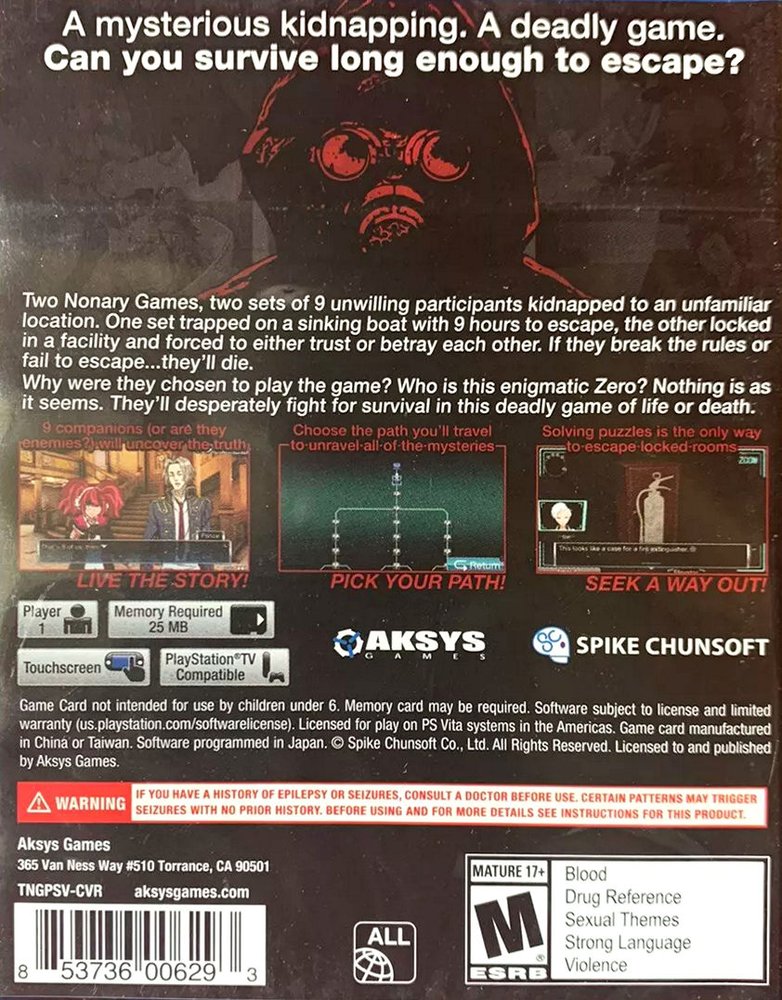 A mysterious kidnapping. A deadly game.
Can you survive long enough to escape?
Two Nonary Games, two sets of 9 unwilling participants kidnapped to an unfamiliar
location. One set trapped on a sinking boat with 9 hours to escape, the other locked
in a facility and forced to either trust or betray each other. If they break the rules or
fail to escape...they'll die.
Why were they chosen to play the game? Who is this enigmatic Zero? Nothing is as
it seems. They'll desperately fight for survival in this deadly game of life or death.
9 companions (or are they
enemies?) will uncover the truth
LIVE THE STORY!
Choose the path you'll travel
to unravel all of the mysteries
Return
PICK YOUR PATH!
Solving puzzles is the only way
to escape locked rooms
This looks like a case for a fire extinguisher.
SEEK A WAY OUT!
Player
1
Memory Required
25 MB
Touchscreen
PlayStation®TV
Compatible
AKSYS
GAMES
SPIKE CHUNSOFT
Game Card not intended for use by children under 6. Memory card may be required. Software subject to license and limited
warranty (us.playstation.com/softwarelicense). Licensed for play on PS Vita systems in the Americas. Game card manufactured
in China or Taiwan. Software programmed in Japan. © Spike Chunsoft Co., Ltd. All Rights Reserved. Licensed to and published
by Aksys Games.
WARNING
IF YOU HAVE A HISTORY OF EPILEPSY OR SEIZURES, CONSULT A DOCTOR BEFORE USE. CERTAIN PATTERNS MAY TRIGGER
SEIZURES WITH NO PRIOR HISTORY. BEFORE USING AND FOR MORE DETAILS SEE INSTRUCTIONS FOR THIS PRODUCT.
Aksys Games
365 Van Ness Way #510 Torrance, CA 90501
TNGPSV-CVR aksysgames.com
8 53736 00629 3
ALL
MATURE 17+
M
®
ESRB
Blood
Drug Reference
Sexual Themes
Strong Language
Violence